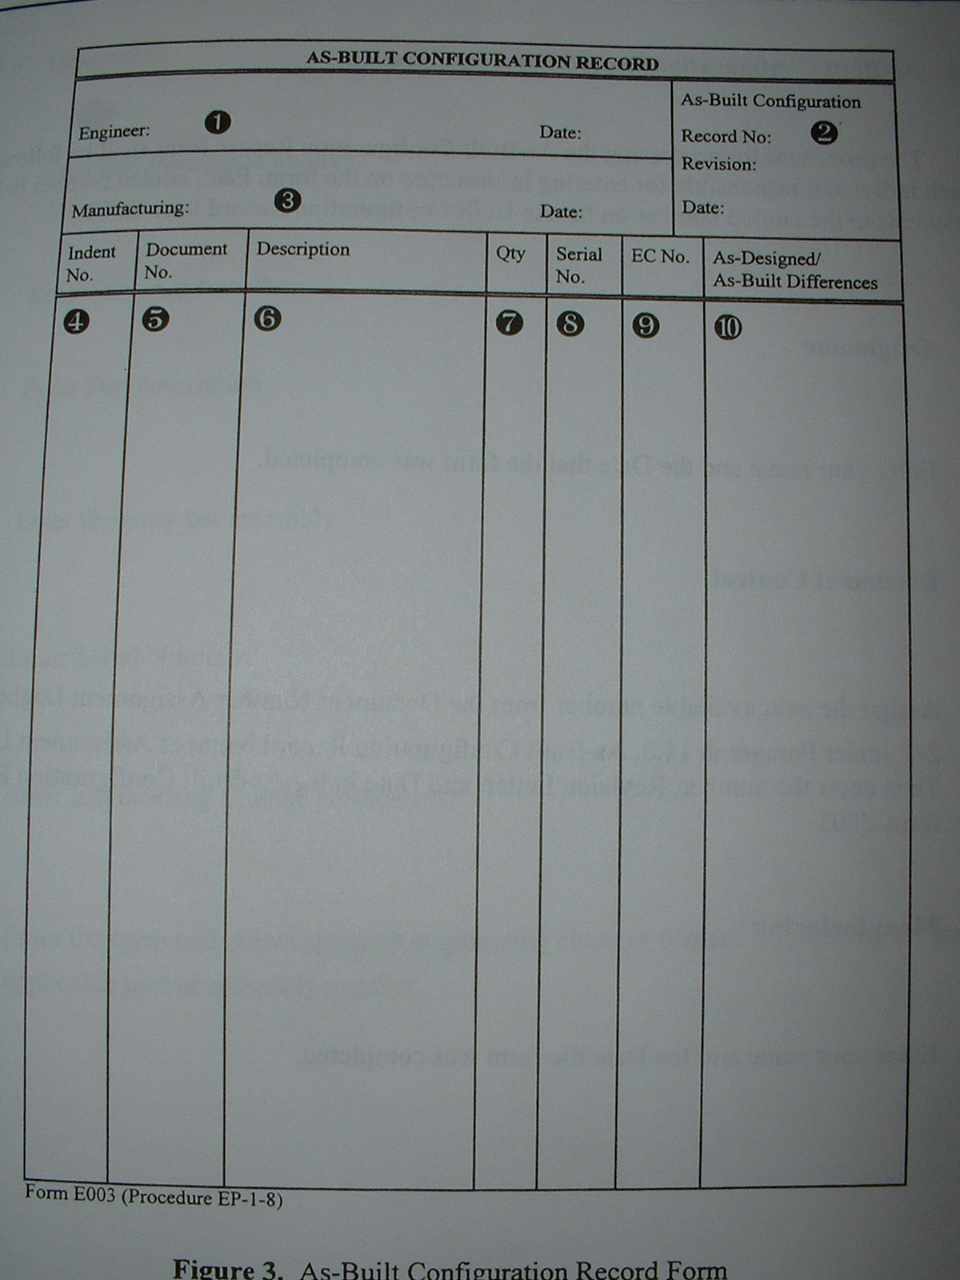 AS-BUILT CONFIGURATION RECORD
Engineer: ❶ Date:
As-Built Configuration
Record No: ❷
Revision:
Date:
Manufacturing: ❸ Date:
Indent No.
Document No.
Description
Qty
Serial No.
EC No.
As-Designed/
As-Built Differences
❹ ❺ ❻ ❼ ❽ ❾ ❿
Form E003 (Procedure EP-1-8)
Figure 3. As-Built Configuration Record Form